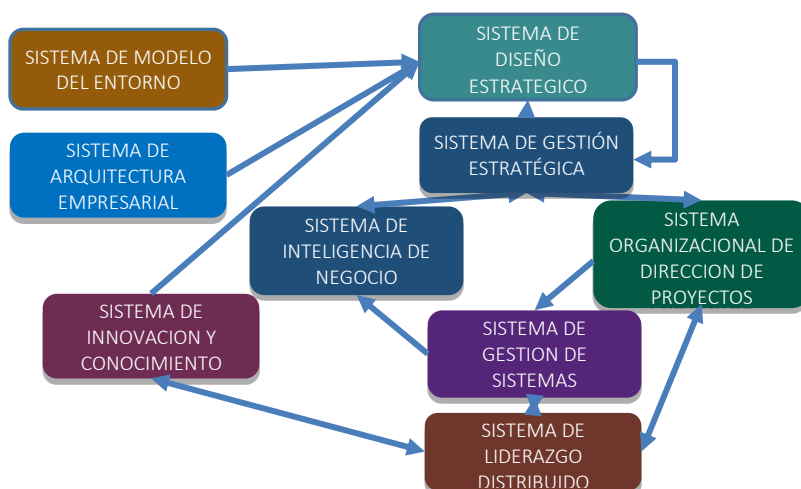 SISTEMA DE MODELO
DEL ENTORNO
SISTEMA DE
DISEÑO
ESTRATEGICO
SISTEMA DE
ARQUITECTURA
EMPRESARIAL
SISTEMA DE GESTIÓN
ESTRATÉGICA
SISTEMA DE
INTELIGENCIA DE
NEGOCIO
SISTEMA
ORGANIZACIONAL DE
DIRECCION DE
PROYECTOS
SISTEMA DE
INNOVACION Y
CONOCIMIENTO
SISTEMA DE
GESTION DE
SISTEMAS
SISTEMA DE
LIDERAZGO
DISTRIBUIDO